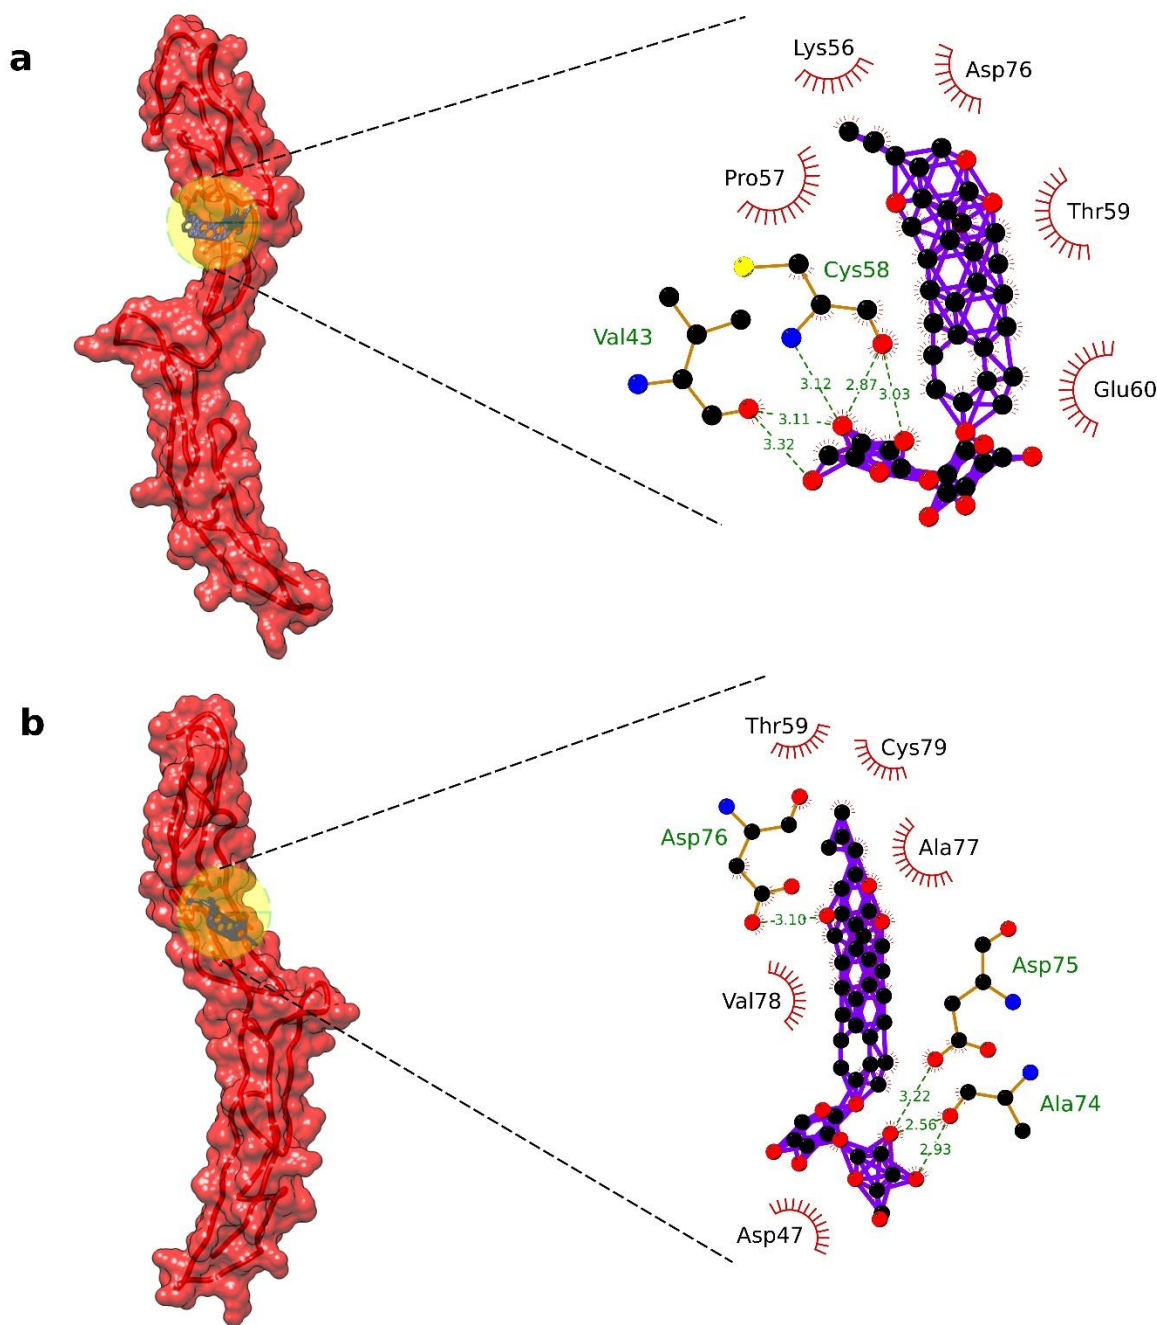 a
Lys56
Asp76
Pro57
Thr59
Cys58
Val43
3.12
2.87
3.03
Glu60
3.11
3.32
b
Thr59
Cys79
Asp76
Ala77
3.10
Asp75
Val78
3.22
Ala74
2.56
2.93
Asp47